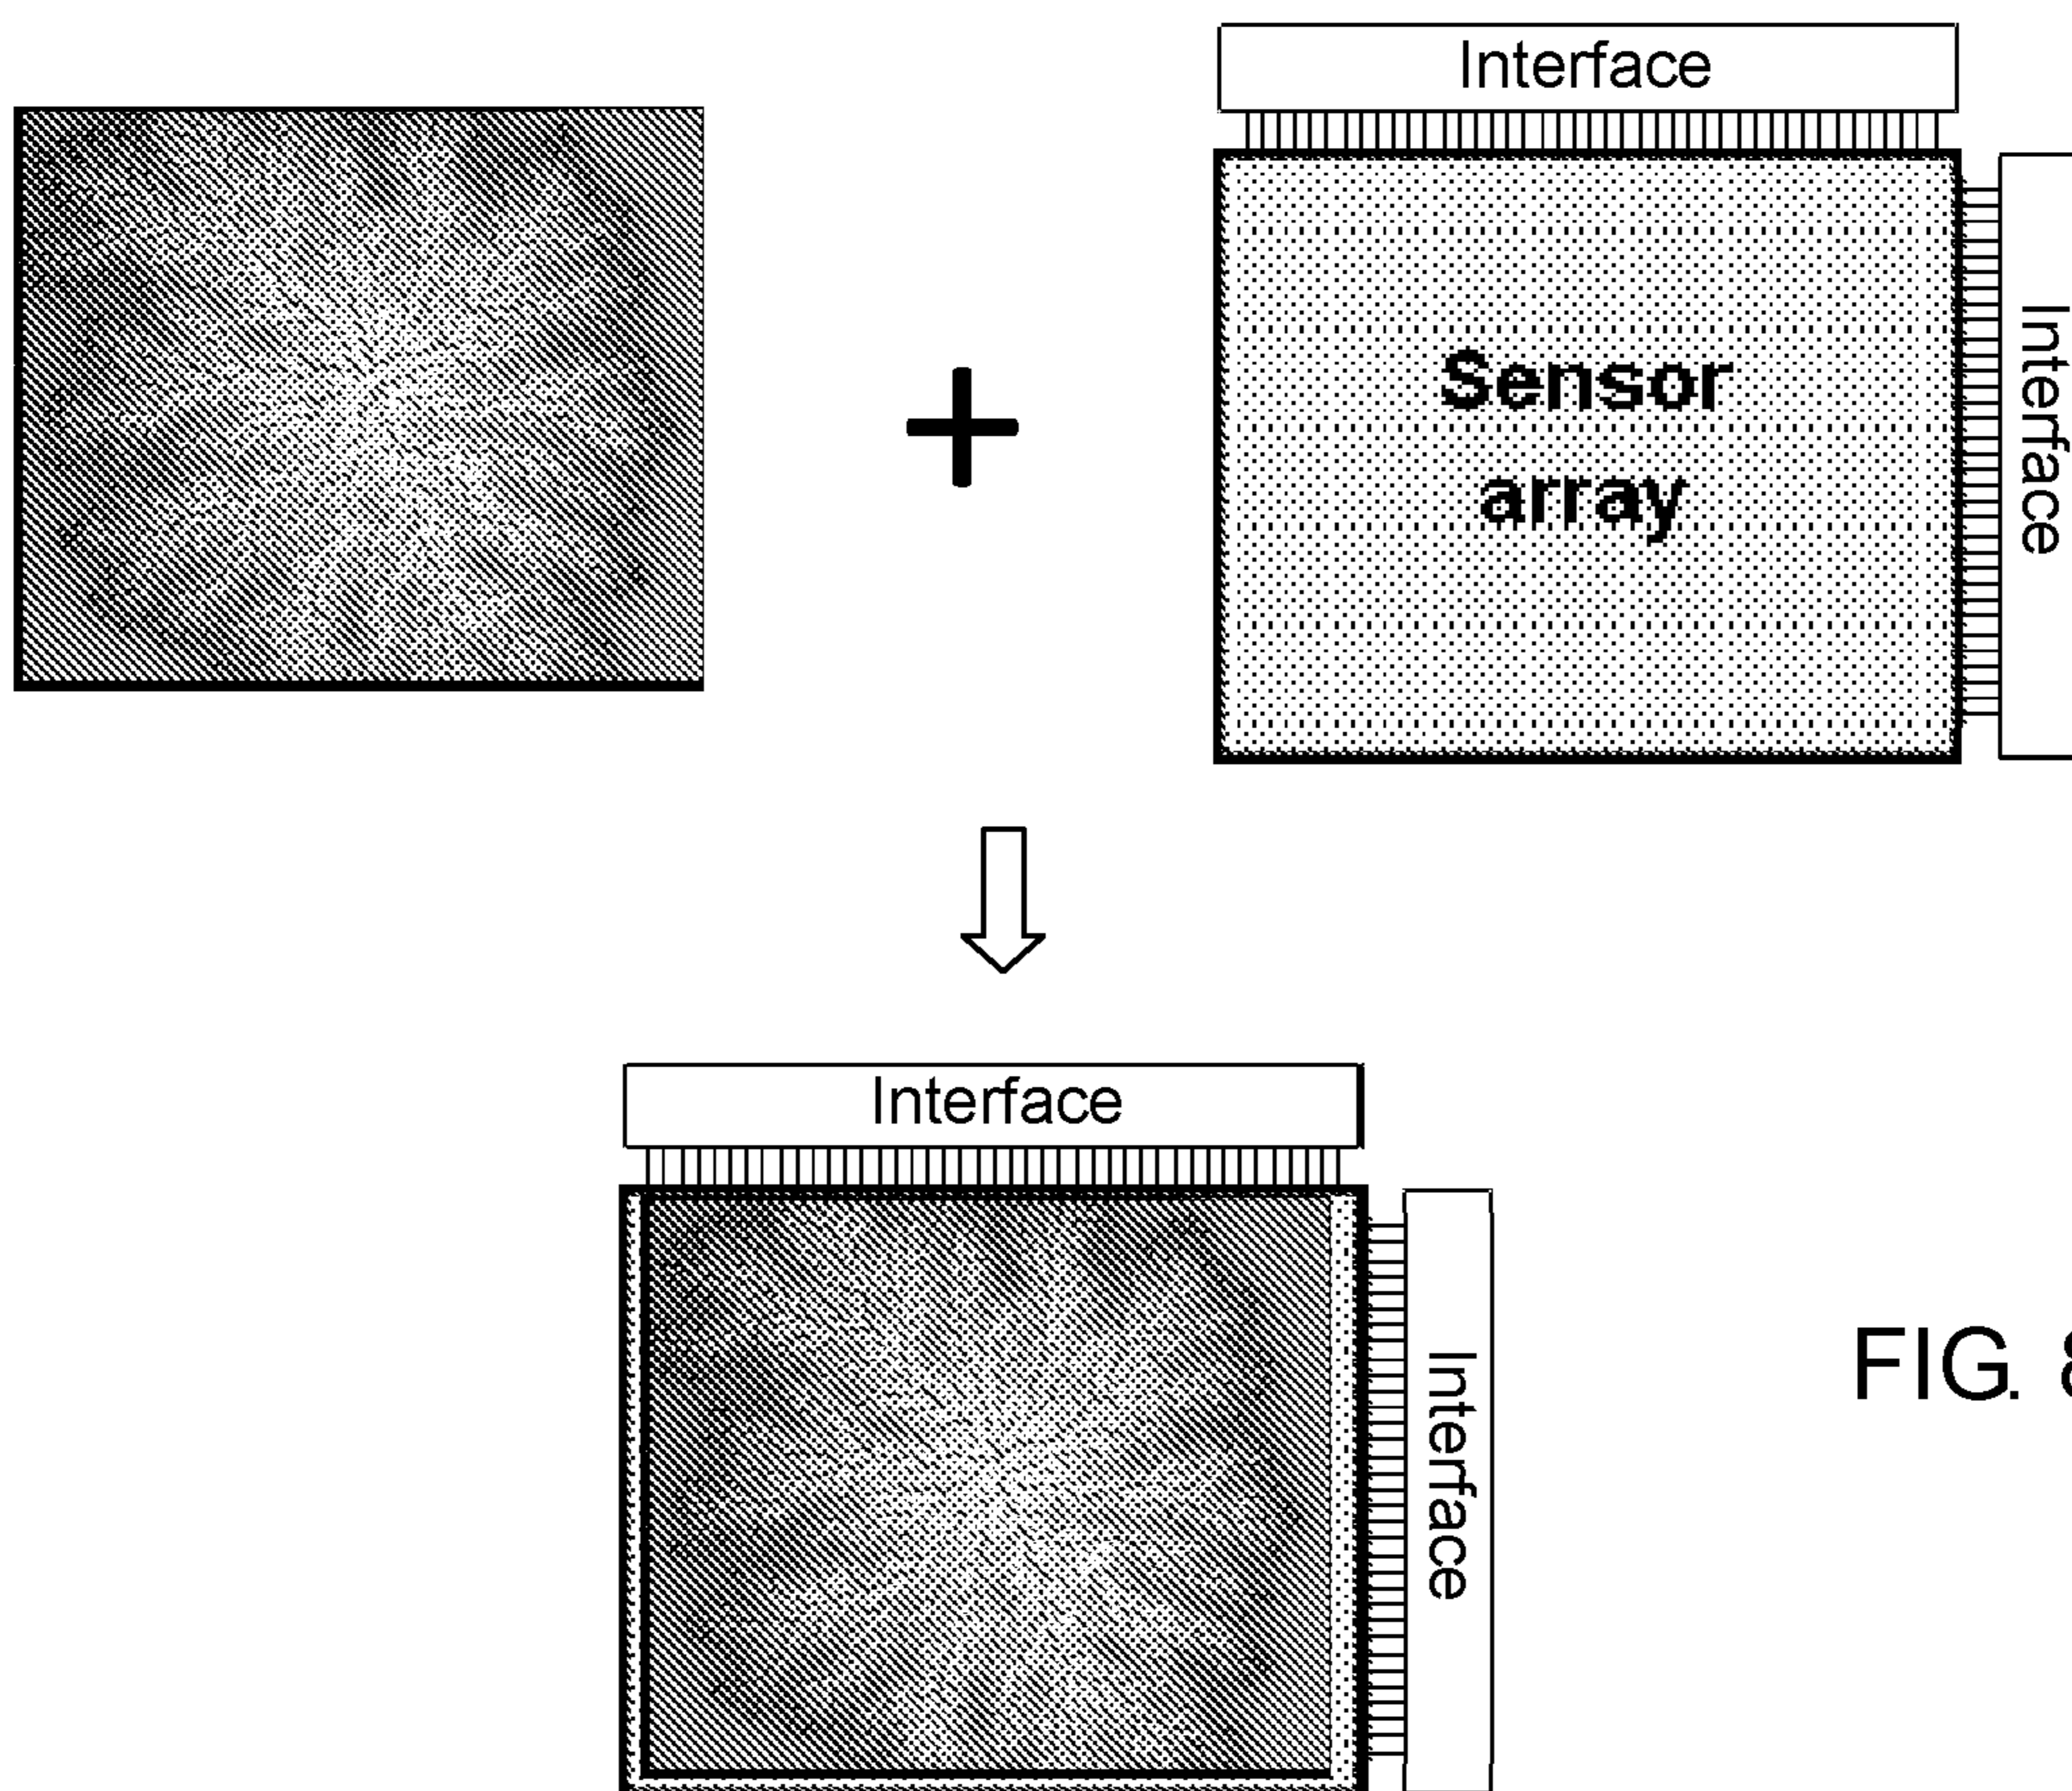 Interface
Sensor
array
Interface
Interface
Interface
FIG. 8